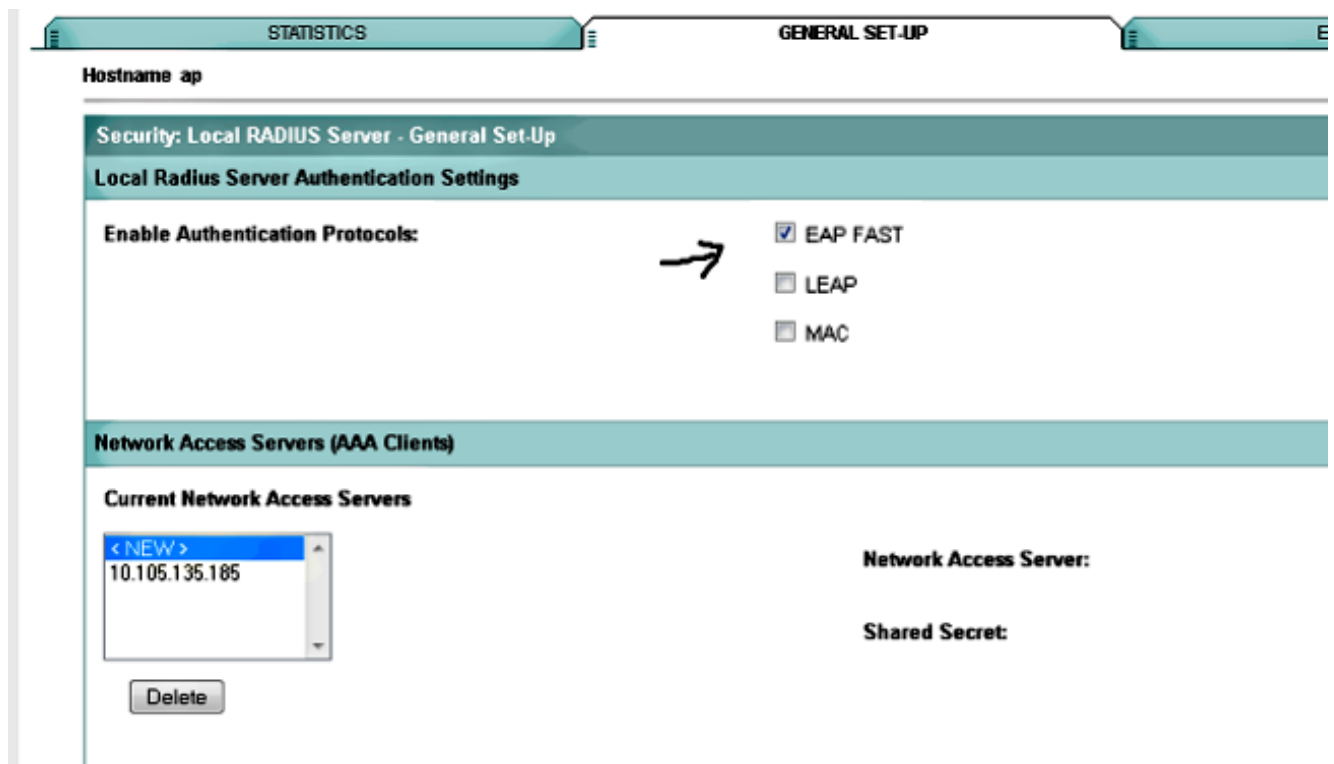 STATISTICS GENERAL SET-UP E
Hostname ap
Security: Local RADIUS Server - General Set-Up
Local Radius Server Authentication Settings
Enable Authentication Protocols: EAP FAST
LEAP
MAC
Network Access Servers (AAA Clients)
Current Network Access Servers
< NEW >
10.105.135.185
Network Access Server:
Shared Secret:
Delete